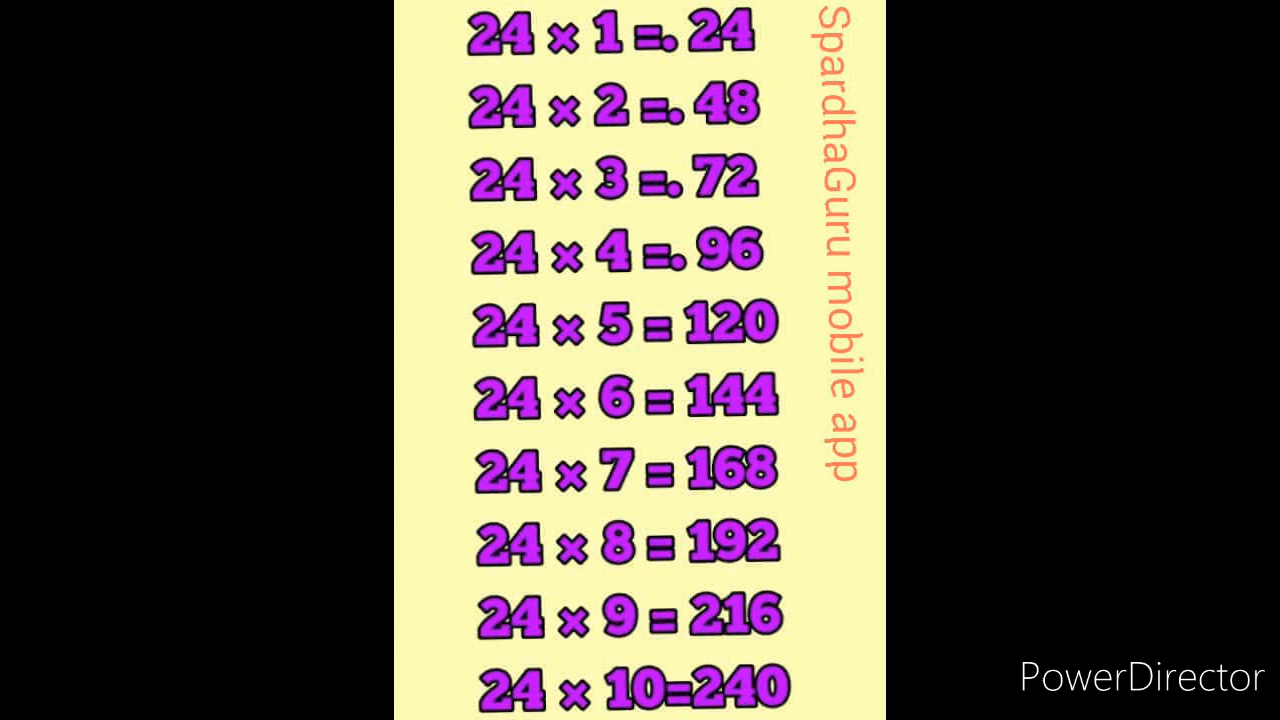 24 × 1 =. 24
24 × 2 =. 48
24 × 3 =. 72
24 × 4 =. 96
24 × 5 = 120
24 × 6 = 144
24 × 7 = 168
24 × 8 = 192
24 × 9 = 216
24 × 10=240
SpardhaGuru mobile app
PowerDirector